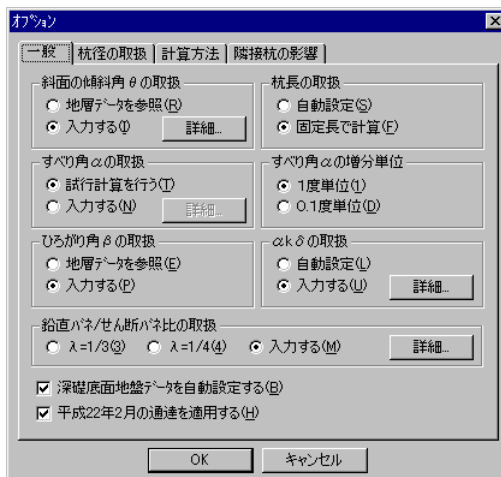 オプション
一般 杭径の取扱 計算方法 隣接杭の影響
斜面の傾斜角θの取扱
地層データを参照(R)
入力する(I) 詳細...
杭長の取扱
自動設定(S)
固定長で計算(F)
すべり角αの取扱
試行計算を行う(T)
入力する(N) 詳細...
すべり角αの増分単位
1度単位(1)
0.1度単位(D)
ひろがり角βの取扱
地層データを参照(E)
入力する(P)
αkδの取扱
自動設定(L)
入力する(U) 詳細...
鉛直バネ/せん断バネ比の取扱
λ=1/3(3) λ=1/4(4) 入力する(M) 詳細...
深礎底面地盤データを自動設定する(B)
平成22年2月の通達を適用する(H)
OK キャンセル